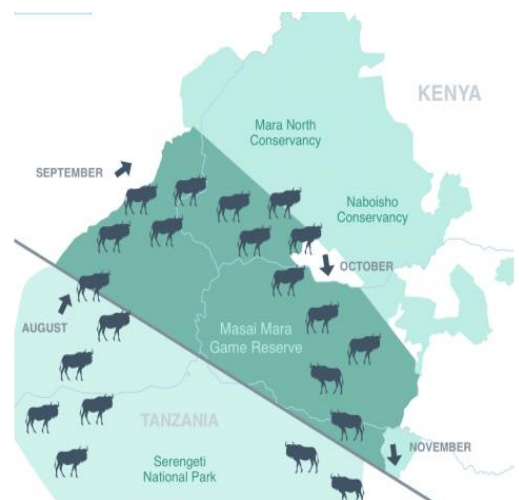 KENYA
Mara North
Conservancy
SEPTEMBER
Naboisho
Conservancy
OCTOBER
AUGUST
Masai Mara
Game Reserve
TANZANIA
NOVEMBER
Serengeti
National Park